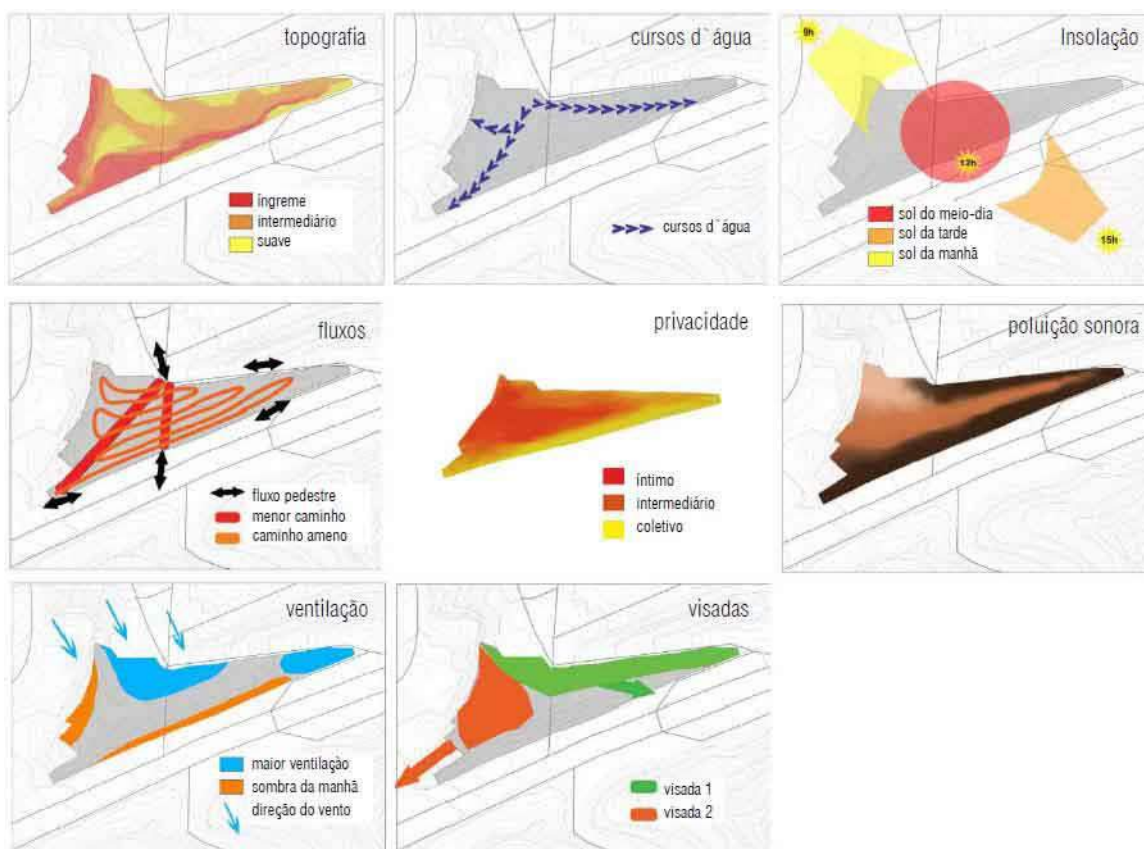 topografia
íngreme
intermediário
suave
cursos d`água
cursos d`água
Insolação
9h
12h
15h
sol do meio-dia
sol da tarde
sol da manhã
fluxos
fluxo pedestre
menor caminho
caminho ameno
privacidade
íntimo
intermediário
coletivo
poluição sonora
ventilação
maior ventilação
sombra da manhã
direção do vento
visadas
visada 1
visada 2